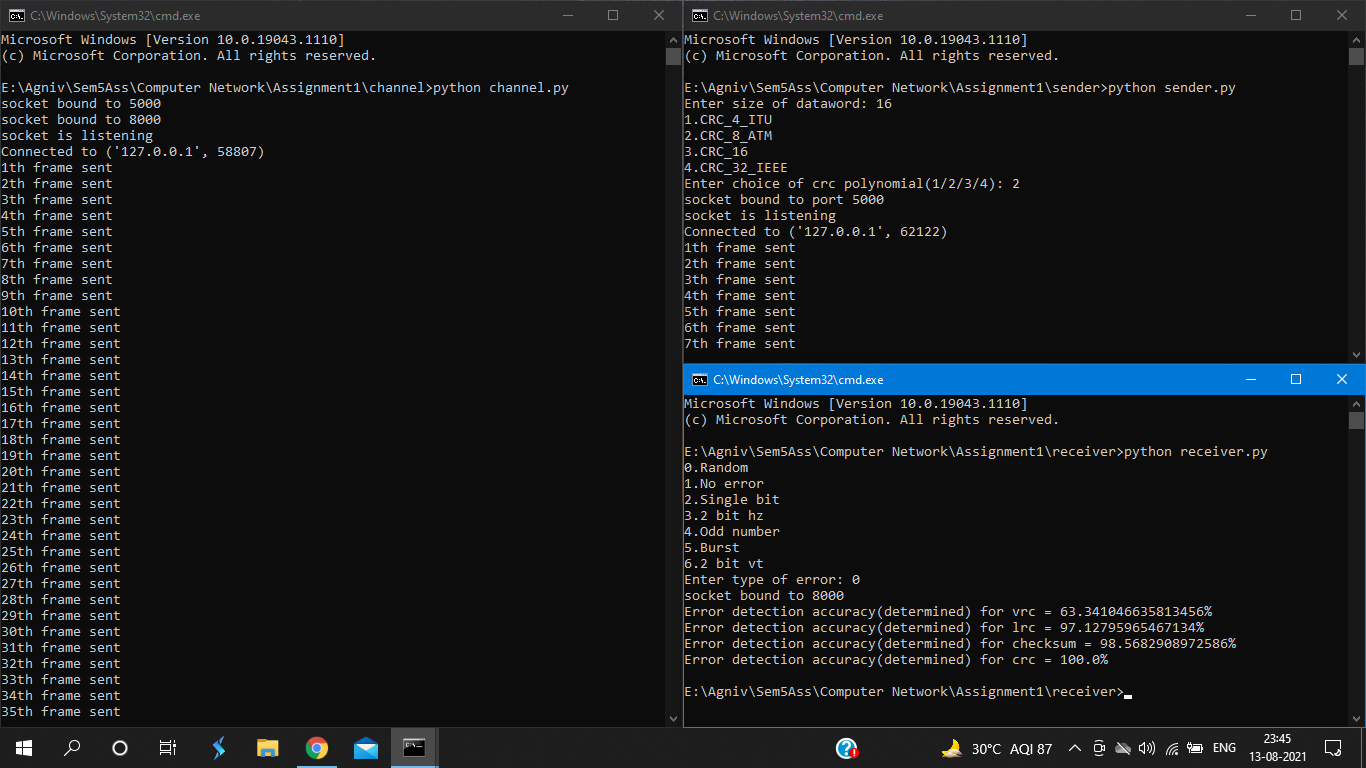 C:\Windows\System32\cmd.exe
Microsoft Windows [Version 10.0.19043.1110]
(c) Microsoft Corporation. All rights reserved.
E:\Agniv\Sem5Ass\Computer Network\Assignment1\channel>python channel.py
socket bound to 5000
socket bound to 8000
socket is listening
Connected to ('127.0.0.1', 58807)
1th frame sent
2th frame sent
3th frame sent
4th frame sent
5th frame sent
6th frame sent
7th frame sent
8th frame sent
9th frame sent
10th frame sent
11th frame sent
12th frame sent
13th frame sent
14th frame sent
15th frame sent
16th frame sent
17th frame sent
18th frame sent
19th frame sent
20th frame sent
21th frame sent
22th frame sent
23th frame sent
24th frame sent
25th frame sent
26th frame sent
27th frame sent
28th frame sent
29th frame sent
30th frame sent
31th frame sent
32th frame sent
33th frame sent
34th frame sent
35th frame sent
C:\Windows\System32\cmd.exe
Microsoft Windows [Version 10.0.19043.1110]
(c) Microsoft Corporation. All rights reserved.
E:\Agniv\Sem5Ass\Computer Network\Assignment1\sender>python sender.py
Enter size of dataword: 16
1.CRC_4_ITU
2.CRC_8_ATM
3.CRC_16
4.CRC_32_IEEE
Enter choice of crc polynomial(1/2/3/4): 2
socket bound to port 5000
socket is listening
Connected to ('127.0.0.1', 62122)
1th frame sent
2th frame sent
3th frame sent
4th frame sent
5th frame sent
6th frame sent
7th frame sent
C:\Windows\System32\cmd.exe
Microsoft Windows [Version 10.0.19043.1110]
(c) Microsoft Corporation. All rights reserved.
E:\Agniv\Sem5Ass\Computer Network\Assignment1\receiver>python receiver.py
0.Random
1.No error
2.Single bit
3.2 bit hz
4.Odd number
5.Burst
6.2 bit vt
Enter type of error: 0
socket bound to 8000
Error detection accuracy(determined) for vrc = 63.341046635813456%
Error detection accuracy(determined) for lrc = 97.12795965467134%
Error detection accuracy(determined) for checksum = 98.5682908972586%
Error detection accuracy(determined) for crc = 100.0%
E:\Agniv\Sem5Ass\Computer Network\Assignment1\receiver>
30°C AQI 87
ENG
23:45
13-08-2021